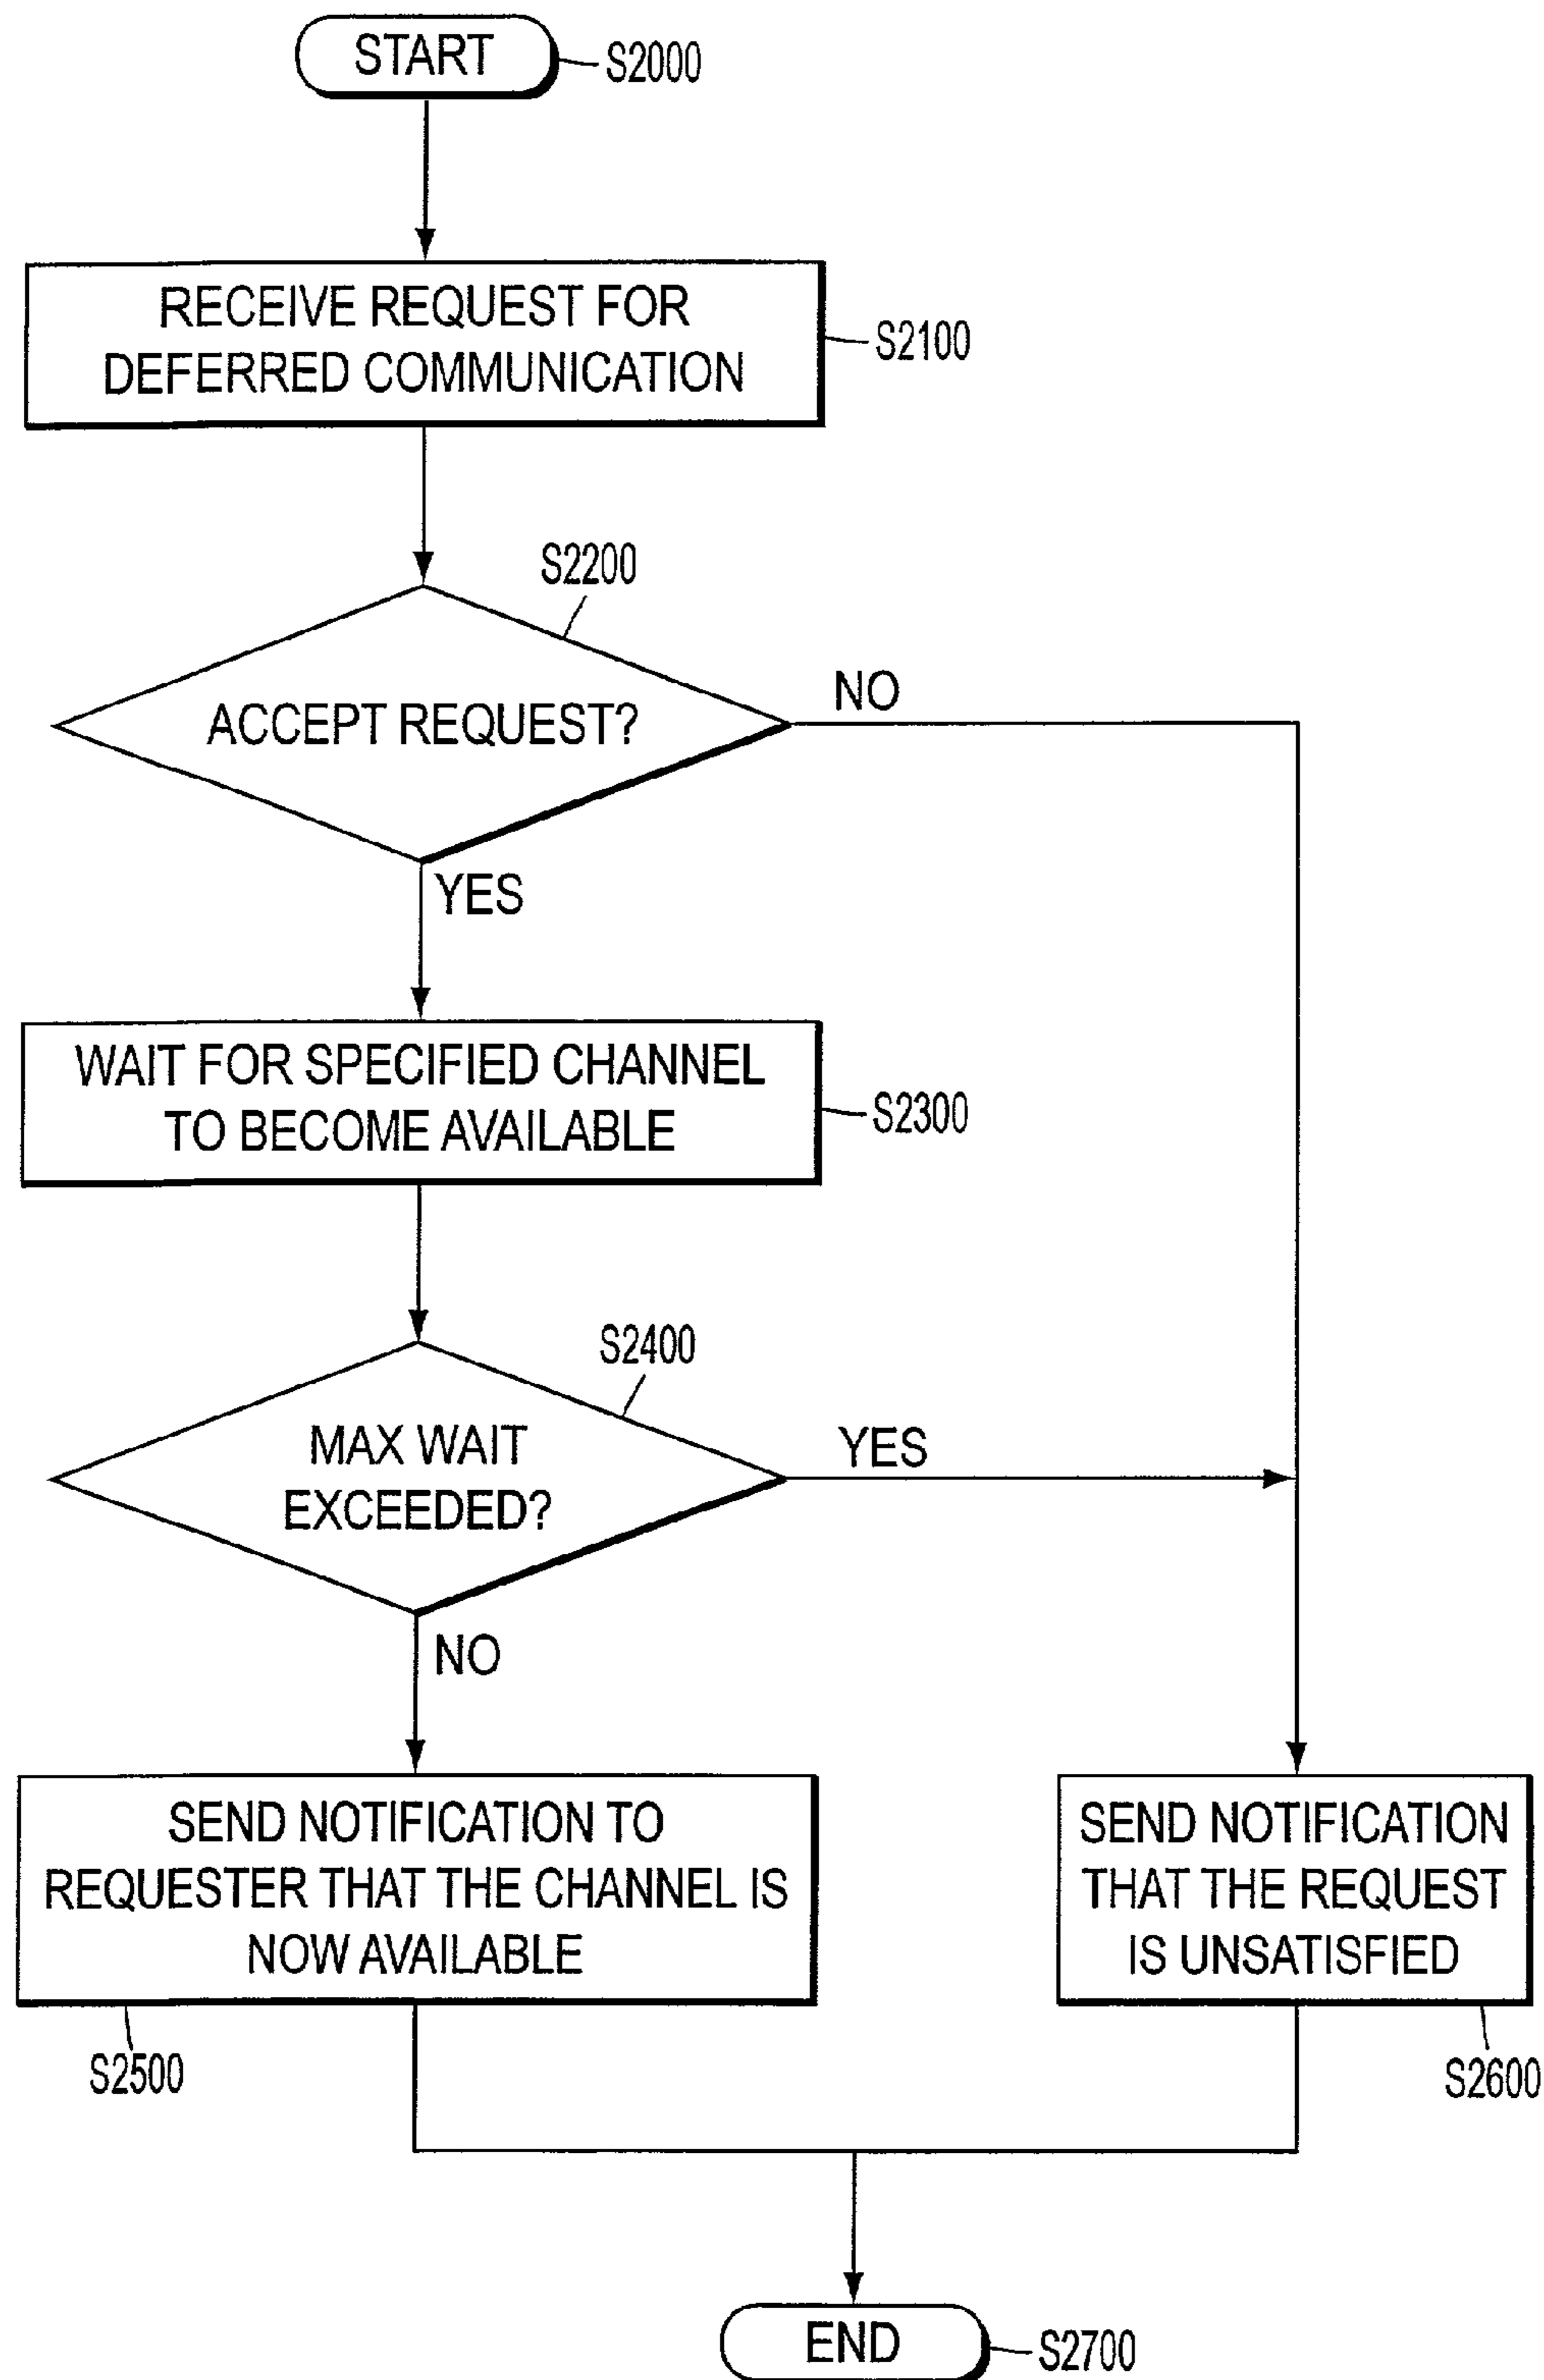 START
S2000
RECEIVE REQUEST FOR
DEFERRED COMMUNICATION
S2100
S2200
ACCEPT REQUEST?
NO
YES
WAIT FOR SPECIFIED CHANNEL
TO BECOME AVAILABLE
S2300
S2400
MAX WAIT
EXCEEDED?
YES
NO
SEND NOTIFICATION TO
REQUESTER THAT THE CHANNEL IS
NOW AVAILABLE
S2500
SEND NOTIFICATION
THAT THE REQUEST
IS UNSATISFIED
S2600
END
S2700